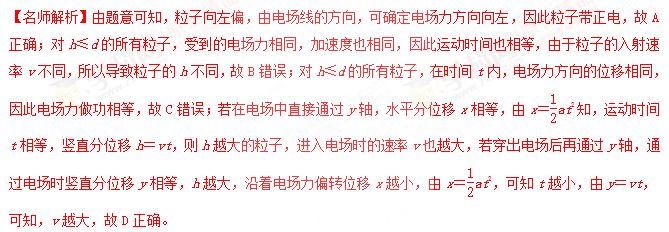 【名师解析】由题意可知，粒子向左偏，由电场线的方向，可确定电场力方向向左，因此粒子带正电，故 A
正确；对 h≤d 的所有粒子，受到的电场力相同，加速度也相同，因此运动时间也相等，由于粒子的入射速
率 v 不同，所以导致粒子的 h 不同，故 B 错误；对 h≤d 的所有粒子，在时间 t 内，电场力方向的位移相同，
因此电场力做功相等，故 C 错误；若在电场中直接通过 y 轴，水平分位移 x 相等，由 x=\frac{1}{2}at²知，运动时间
t 相等，竖直分位移 h=vt，则 h 越大的粒子，进入电场时的速率 v 也越大，若穿出电场后再通过 y 轴，通
过电场时竖直分位移 y 相等，h 越大，沿着电场力偏转位移 x 越小，由 x=\frac{1}{2}at²，可知 t 越小，由 y=vt，
可知，v 越大，故 D 正确。